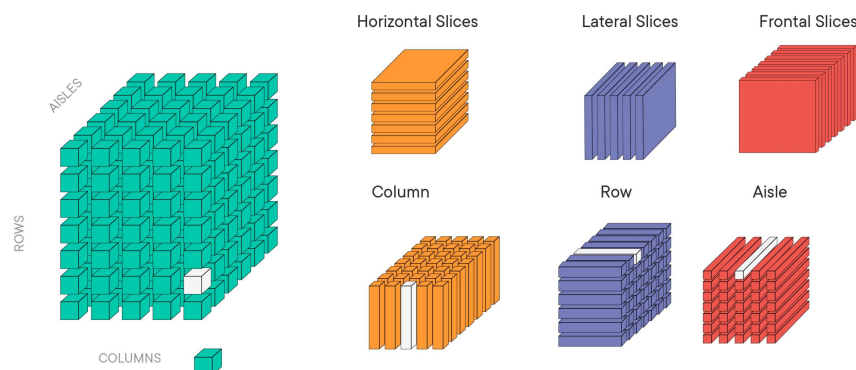 Horizontal Slices
Lateral Slices
Frontal Slices
AISLES
Column
Row
Aisle
ROWS
COLUMNS